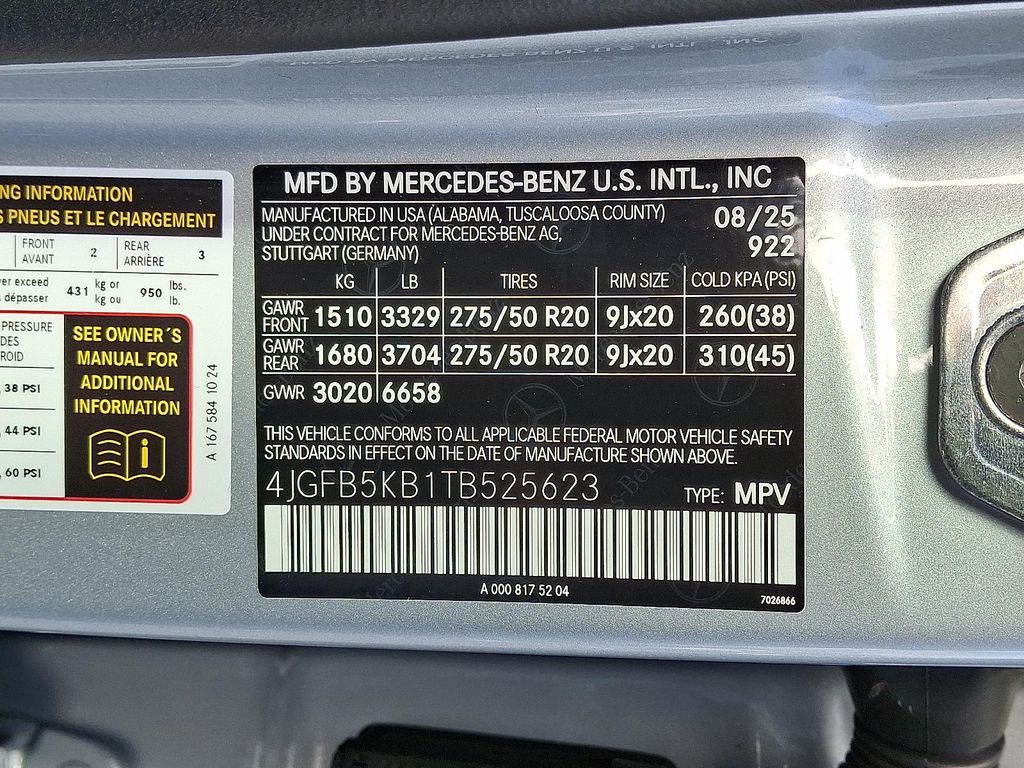 NG INFORMATION
S PNEUS ET LE CHARGEMENT
FRONT
AVANT 2 REAR
ARRIÈRE 3
er exceed
dépasser 431 kg or
kg ou 950 lbs.
lb.
PRESSURE
DES
ROID
38 PSI
44 PSI
60 PSI
SEE OWNER´S
MANUAL FOR
ADDITIONAL
INFORMATION
i
A 167 584 10 24
MFD BY MERCEDES-BENZ U.S. INTL., INC
MANUFACTURED IN USA (ALABAMA, TUSCALOOSA COUNTY) 08/25
UNDER CONTRACT FOR MERCEDES-BENZ AG,
STUTTGART (GERMANY) 922
KG LB TIRES RIM SIZE COLD KPA (PSI)
GAWR
FRONT 1510 3329 275/50 R20 9Jx20 260(38)
GAWR
REAR 1680 3704 275/50 R20 9Jx20 310(45)
GVWR 3020 6658
THIS VEHICLE CONFORMS TO ALL APPLICABLE FEDERAL MOTOR VEHICLE SAFETY
STANDARDS IN EFFECT ON THE DATE OF MANUFACTURE SHOWN ABOVE.
4JGFB5KB1TB525623 TYPE: MPV
A 000 817 52 04
7026866